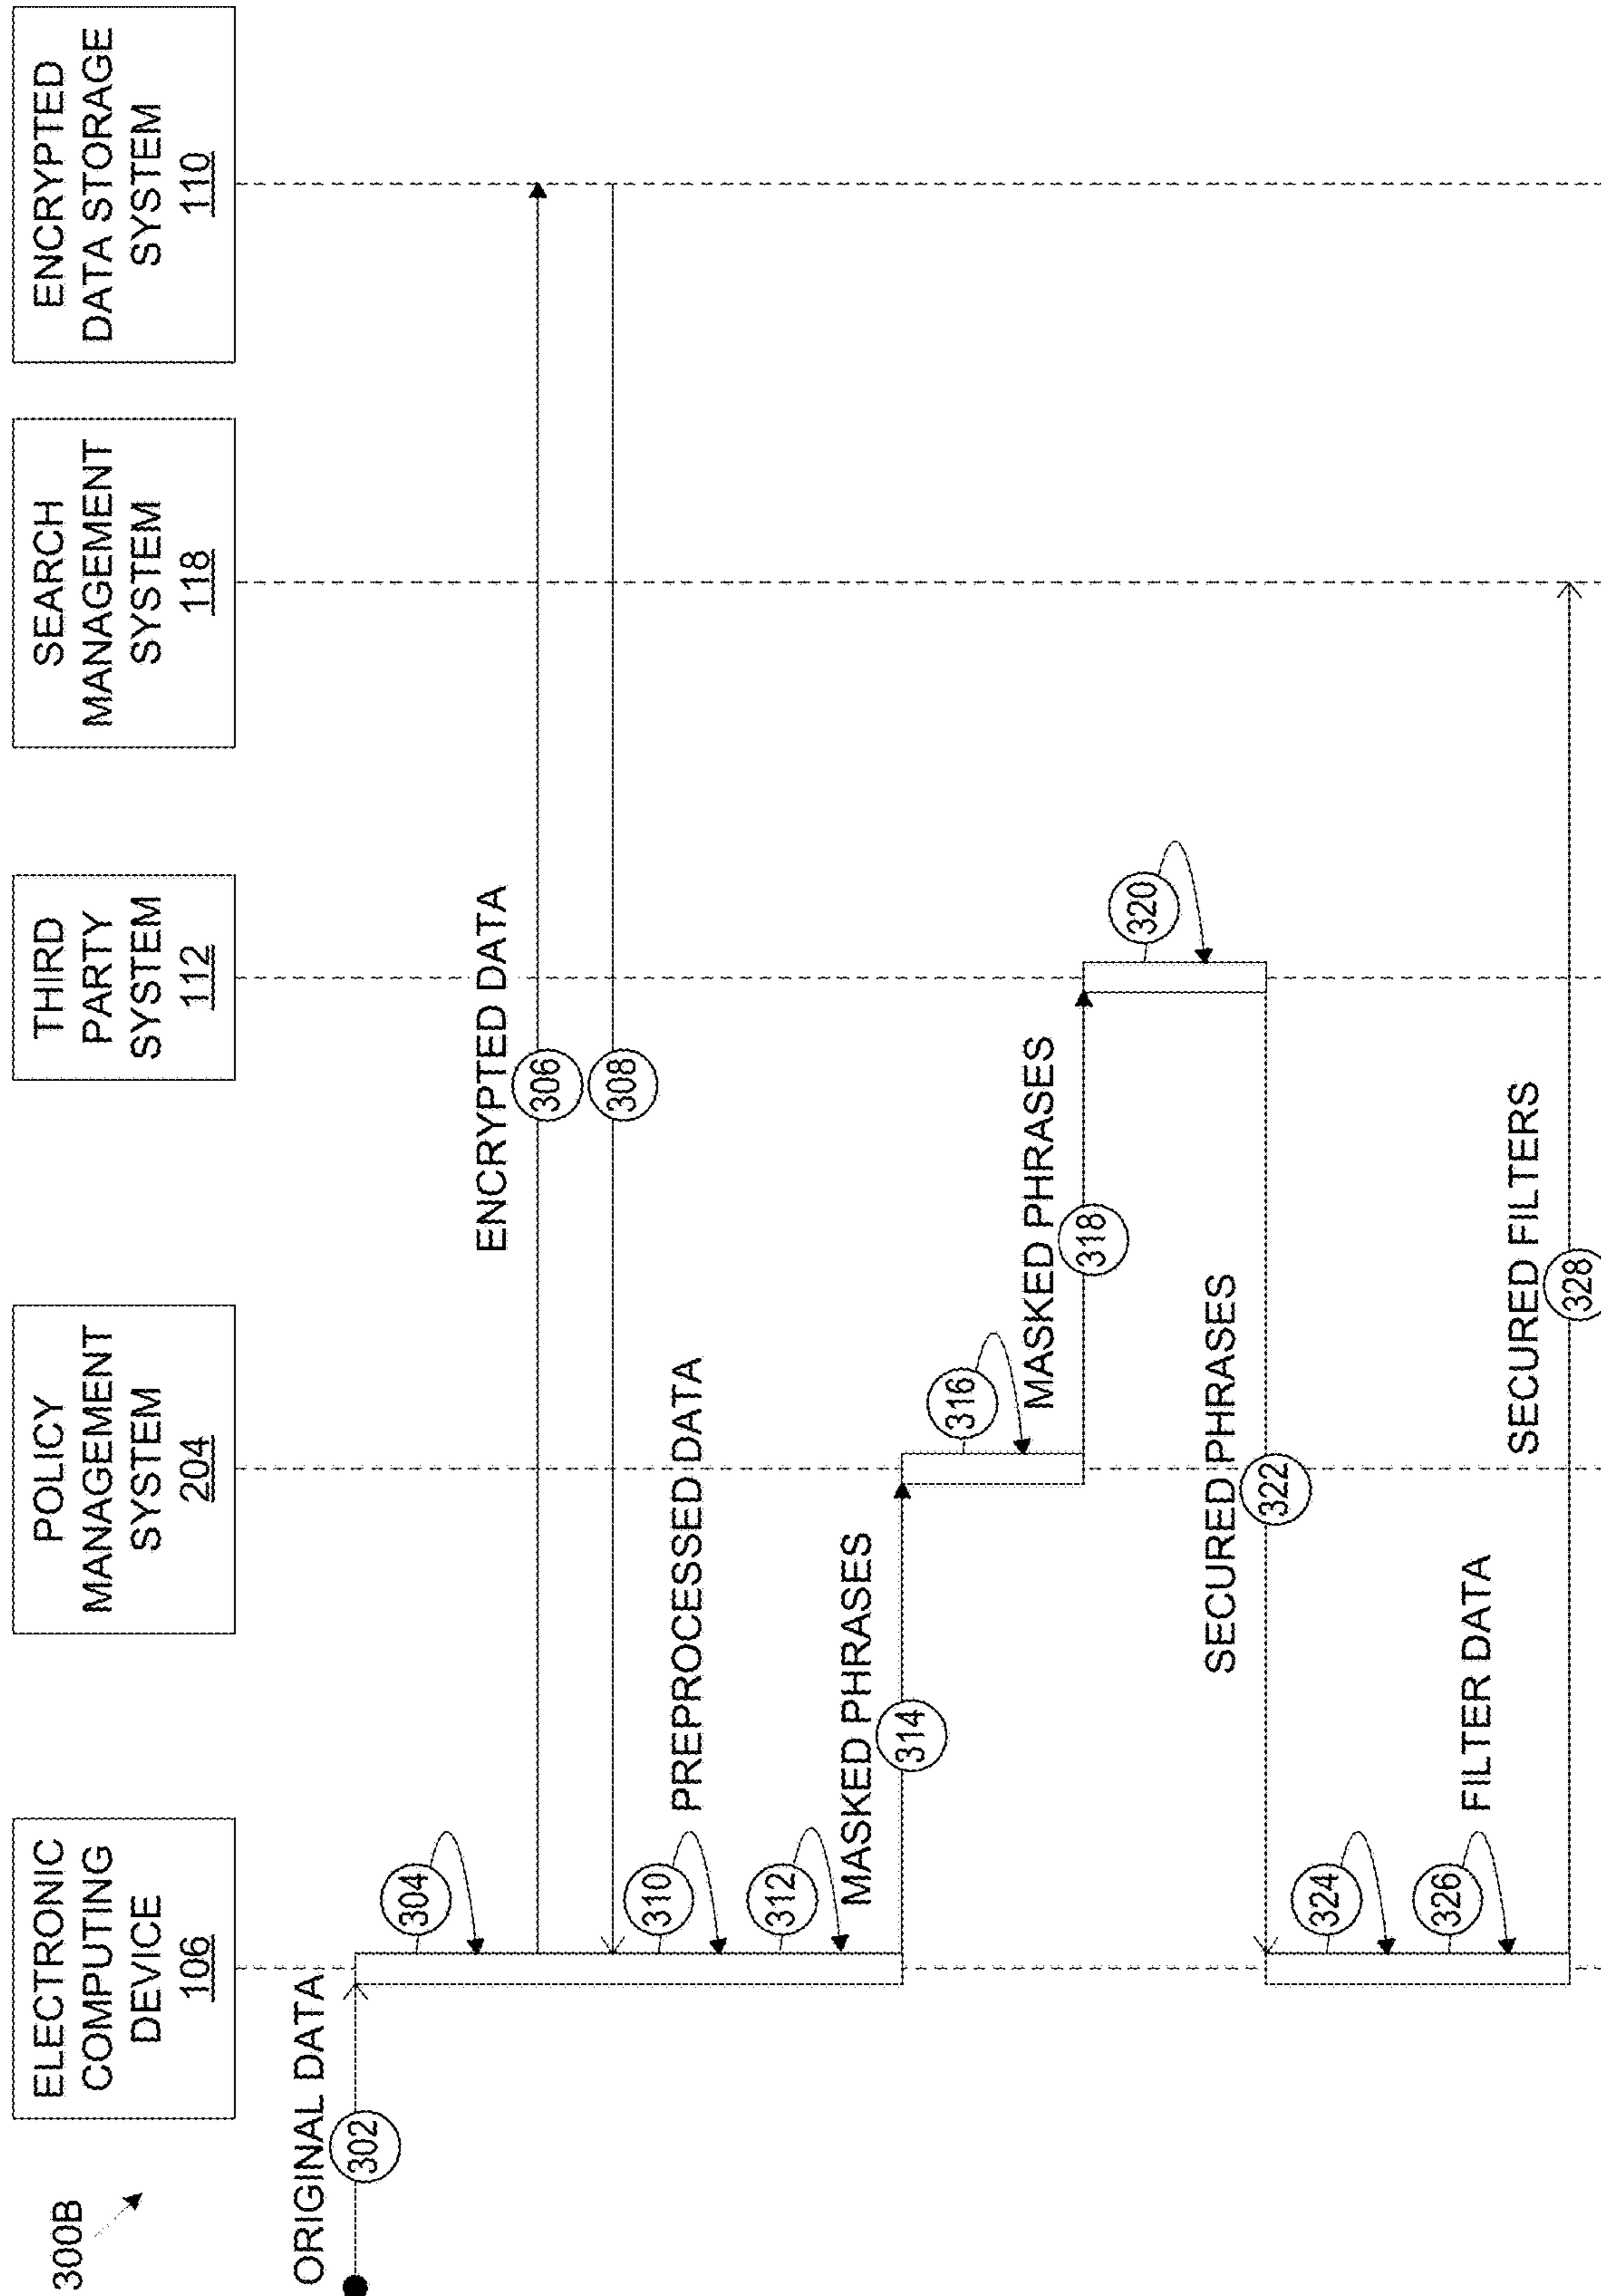 300B
ELECTRONIC
COMPUTING
DEVICE
106
POLICY
MANAGEMENT
SYSTEM
204
THIRD
PARTY
SYSTEM
112
SEARCH
MANAGEMENT
SYSTEM
118
ENCRYPTED
DATA STORAGE
SYSTEM
110
ORIGINAL DATA
302
304
ENCRYPTED DATA
306
308
PREPROCESSED DATA
310
312
MASKED PHRASES
314
316
MASKED PHRASES
318
320
SECURED PHRASES
322
324
FILTER DATA
326
SECURED FILTERS
328